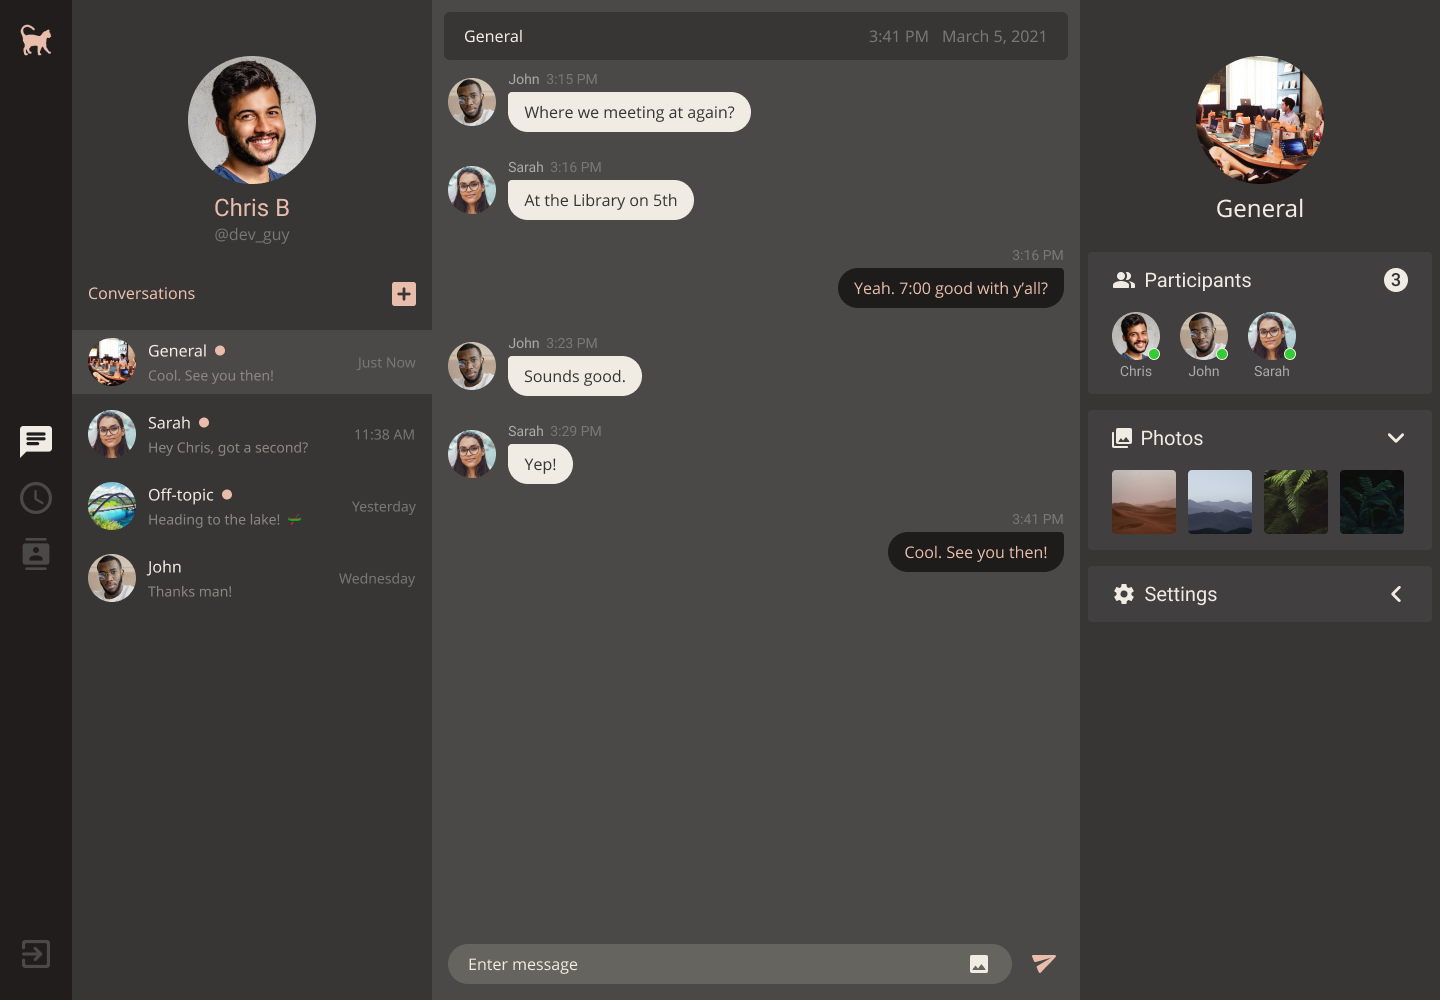 Chris B
@dev_guy
Conversations
General
Just Now
Cool. See you then!
Sarah
11:38 AM
Hey Chris, got a second?
Off-topic
Yesterday
Heading to the lake!
John
Wednesday
Thanks man!
General 3:41 PM March 5, 2021
John 3:15 PM
Where we meeting at again?
Sarah 3:16 PM
At the Library on 5th
3:16 PM
Yeah. 7:00 good with y’all?
John 3:23 PM
Sounds good.
Sarah 3:29 PM
Yep!
3:41 PM
Cool. See you then!
Enter message
General
Participants 3
Chris John Sarah
Photos
Settings